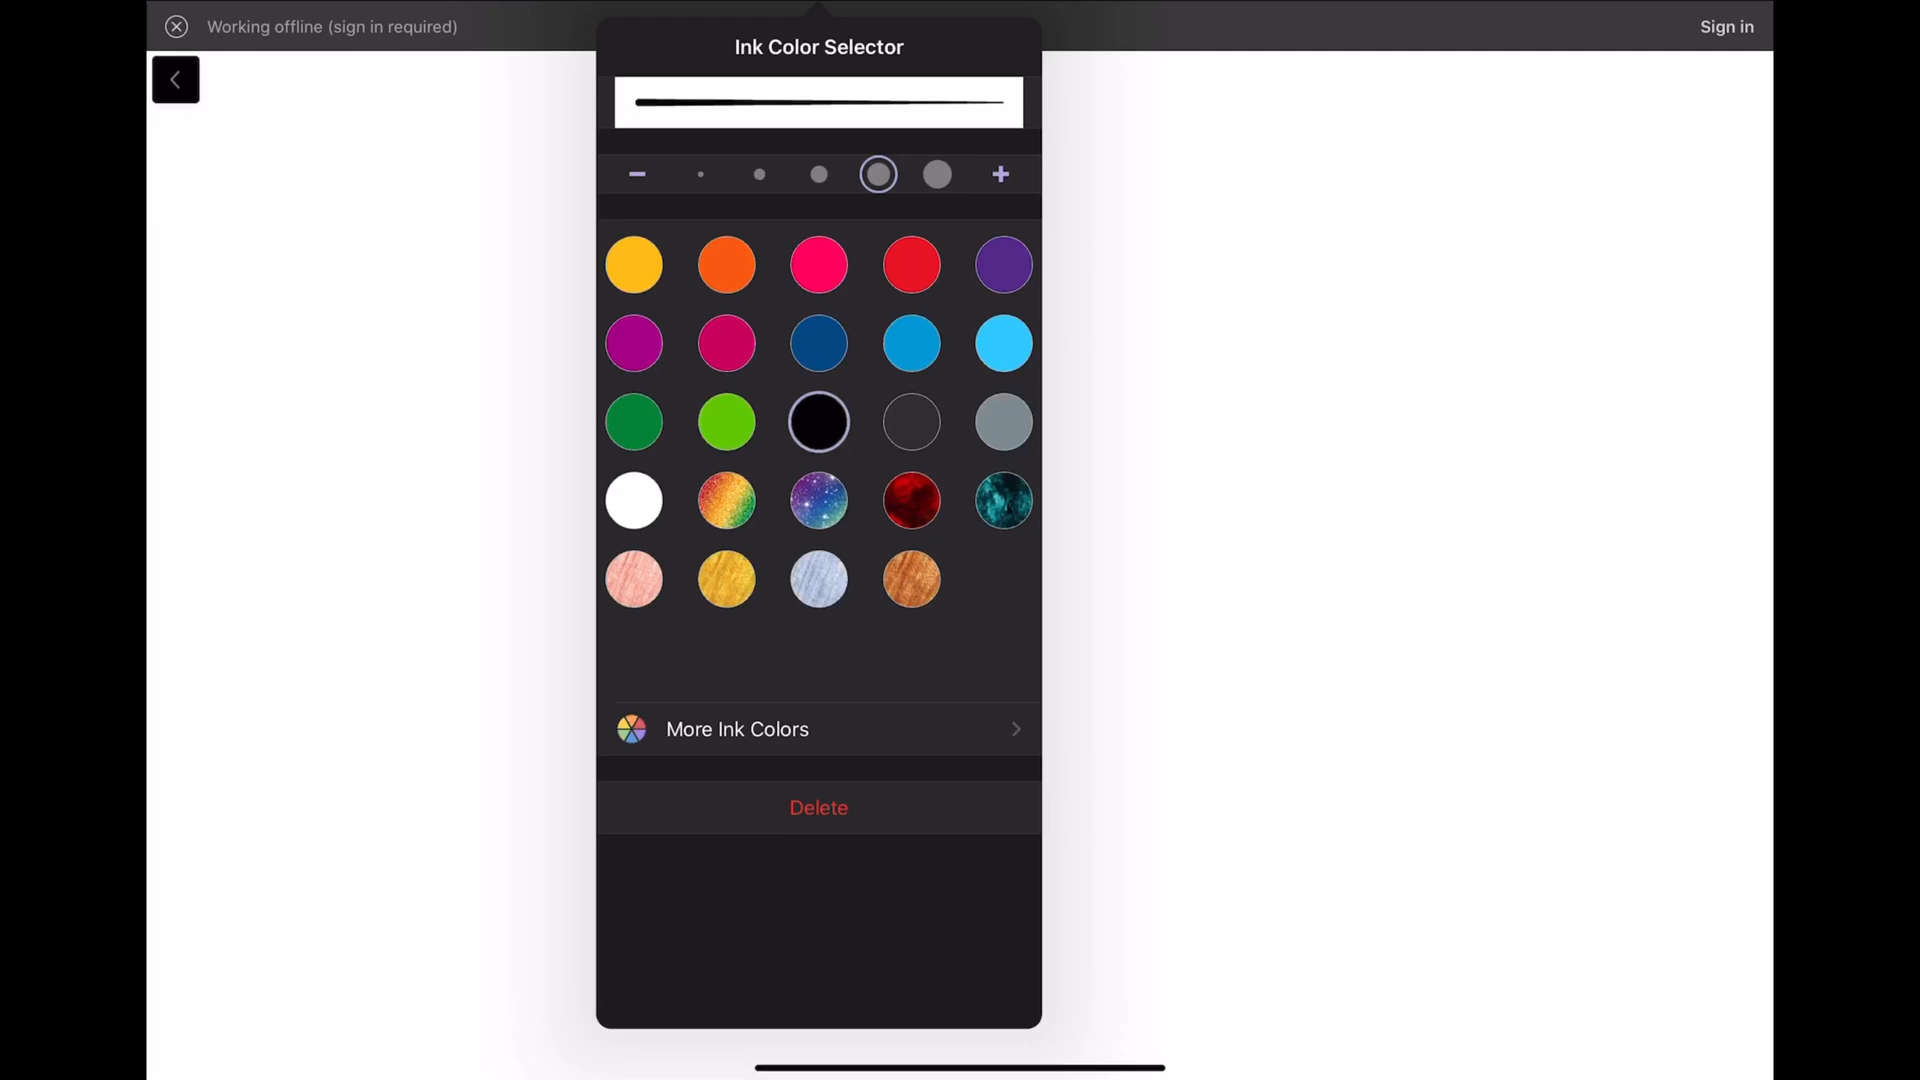 Working offline (sign in required)
Sign in
Ink Color Selector
More Ink Colors
Delete